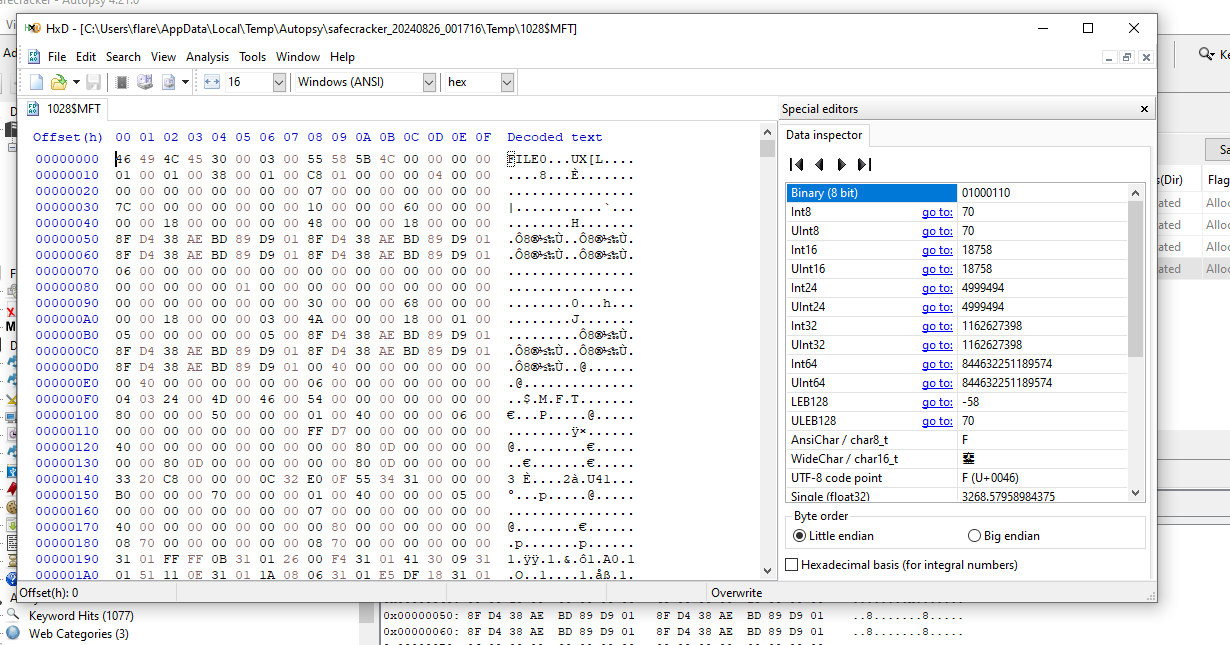 safecracker - Autopsy 4.21.0
HxD - [C:\Users\flare\AppData\Local\Temp\Autopsy\safecracker_20240826_001716\Temp\1028$MFT]
File Edit Search View Analysis Tools Window Help
16 Windows (ANSI) hex
1028$MFT
Special editors
Data inspector
Offset(h) 00 01 02 03 04 05 06 07 08 09 0A 0B 0C 0D 0E 0F Decoded text
00000000 46 49 4C 45 30 00 03 00 55 58 5B 4C 00 00 00 00 FILE0...UX[L....
00000010 01 00 01 00 38 00 01 00 C8 01 00 00 00 04 00 00 ....8...È.......
00000020 00 00 00 00 00 00 00 00 07 00 00 00 00 00 00 00 ................
00000030 7C 00 00 00 00 00 00 00 10 00 00 00 60 00 00 00 |...........`...
00000040 00 00 18 00 00 00 00 00 48 00 00 00 18 00 00 00 ........H.......
00000050 8F D4 38 AE BD 89 D9 01 8F D4 38 AE BD 89 D9 01 .Ô8®½‰Ù..Ô8®½‰Ù.
00000060 8F D4 38 AE BD 89 D9 01 8F D4 38 AE BD 89 D9 01 .Ô8®½‰Ù..Ô8®½‰Ù.
00000070 06 00 00 00 00 00 00 00 00 00 00 00 00 00 00 00 ................
00000080 00 00 00 00 00 01 00 00 00 00 00 00 00 00 00 00 ................
00000090 00 00 00 00 00 00 00 00 30 00 00 00 68 00 00 00 ........0...h...
000000A0 00 00 18 00 00 00 03 00 4A 00 00 00 18 00 01 00 ........J.......
000000B0 05 00 00 00 00 00 05 00 8F D4 38 AE BD 89 D9 01 .........Ô8®½‰Ù.
000000C0 8F D4 38 AE BD 89 D9 01 8F D4 38 AE BD 89 D9 01 .Ô8®½‰Ù..Ô8®½‰Ù.
000000D0 8F D4 38 AE BD 89 D9 01 00 40 00 00 00 00 00 00 .Ô8®½‰Ù..@......
000000E0 00 40 00 00 00 00 00 00 06 00 00 00 00 00 00 00 .@..............
000000F0 04 03 24 00 4D 00 46 00 54 00 00 00 00 00 00 00 ..$.M.F.T.......
00000100 80 00 00 00 50 00 00 00 01 00 40 00 00 00 06 00 €...P.....@.....
00000110 00 00 00 00 00 00 00 00 FF D7 00 00 00 00 00 00 ........ÿ×......
00000120 40 00 00 00 00 00 00 00 00 00 80 0D 00 00 00 00 @.........€.....
00000130 00 00 80 0D 00 00 00 00 00 00 80 0D 00 00 00 00 ..€.......€.....
00000140 33 20 C8 00 00 00 0C 32 E0 0F 55 34 31 00 00 00 3 È....2à.U41...
00000150 B0 00 00 00 70 00 00 00 01 00 40 00 00 00 05 00 °...p.....@.....
00000160 00 00 00 00 00 00 00 00 07 00 00 00 00 00 00 00 ................
00000170 40 00 00 00 00 00 00 00 00 80 00 00 00 00 00 00 @........€......
00000180 08 70 00 00 00 00 00 00 08 70 00 00 00 00 00 00 .p.......p......
00000190 31 01 FF FF 0B 31 01 26 00 F4 31 01 41 30 09 31 1.ÿÿ.1.&.ô1.A0.1
000001A0 01 51 11 0E 31 01 1A 08 06 31 01 E5 DF 18 31 01 .Q..1....1.åß.1.
Binary (8 bit) 01000110
Int8 go to: 70
UInt8 go to: 70
Int16 go to: 18758
UInt16 go to: 18758
Int24 go to: 4999494
UInt24 go to: 4999494
Int32 go to: 1162627398
UInt32 go to: 1162627398
Int64 go to: 844632251189574
UInt64 go to: 844632251189574
LEB128 go to: -58
ULEB128 go to: 70
AnsiChar / char8_t F
WideChar / char16_t 䥆
UTF-8 code point F (U+0046)
Single (float32) 3268.57958984375
Byte order
Little endian Big endian
Hexadecimal basis (for integral numbers)
Offset(h): 0 Overwrite
Keyword Hits (1077)
Web Categories (3)
0x00000050: 8F D4 38 AE BD 89 D9 01 8F D4 38 AE BD 89 D9 01 ..8.......8.....
0x00000060: 8F D4 38 AE BD 89 D9 01 8F D4 38 AE BD 89 D9 01 ..8.......8.....